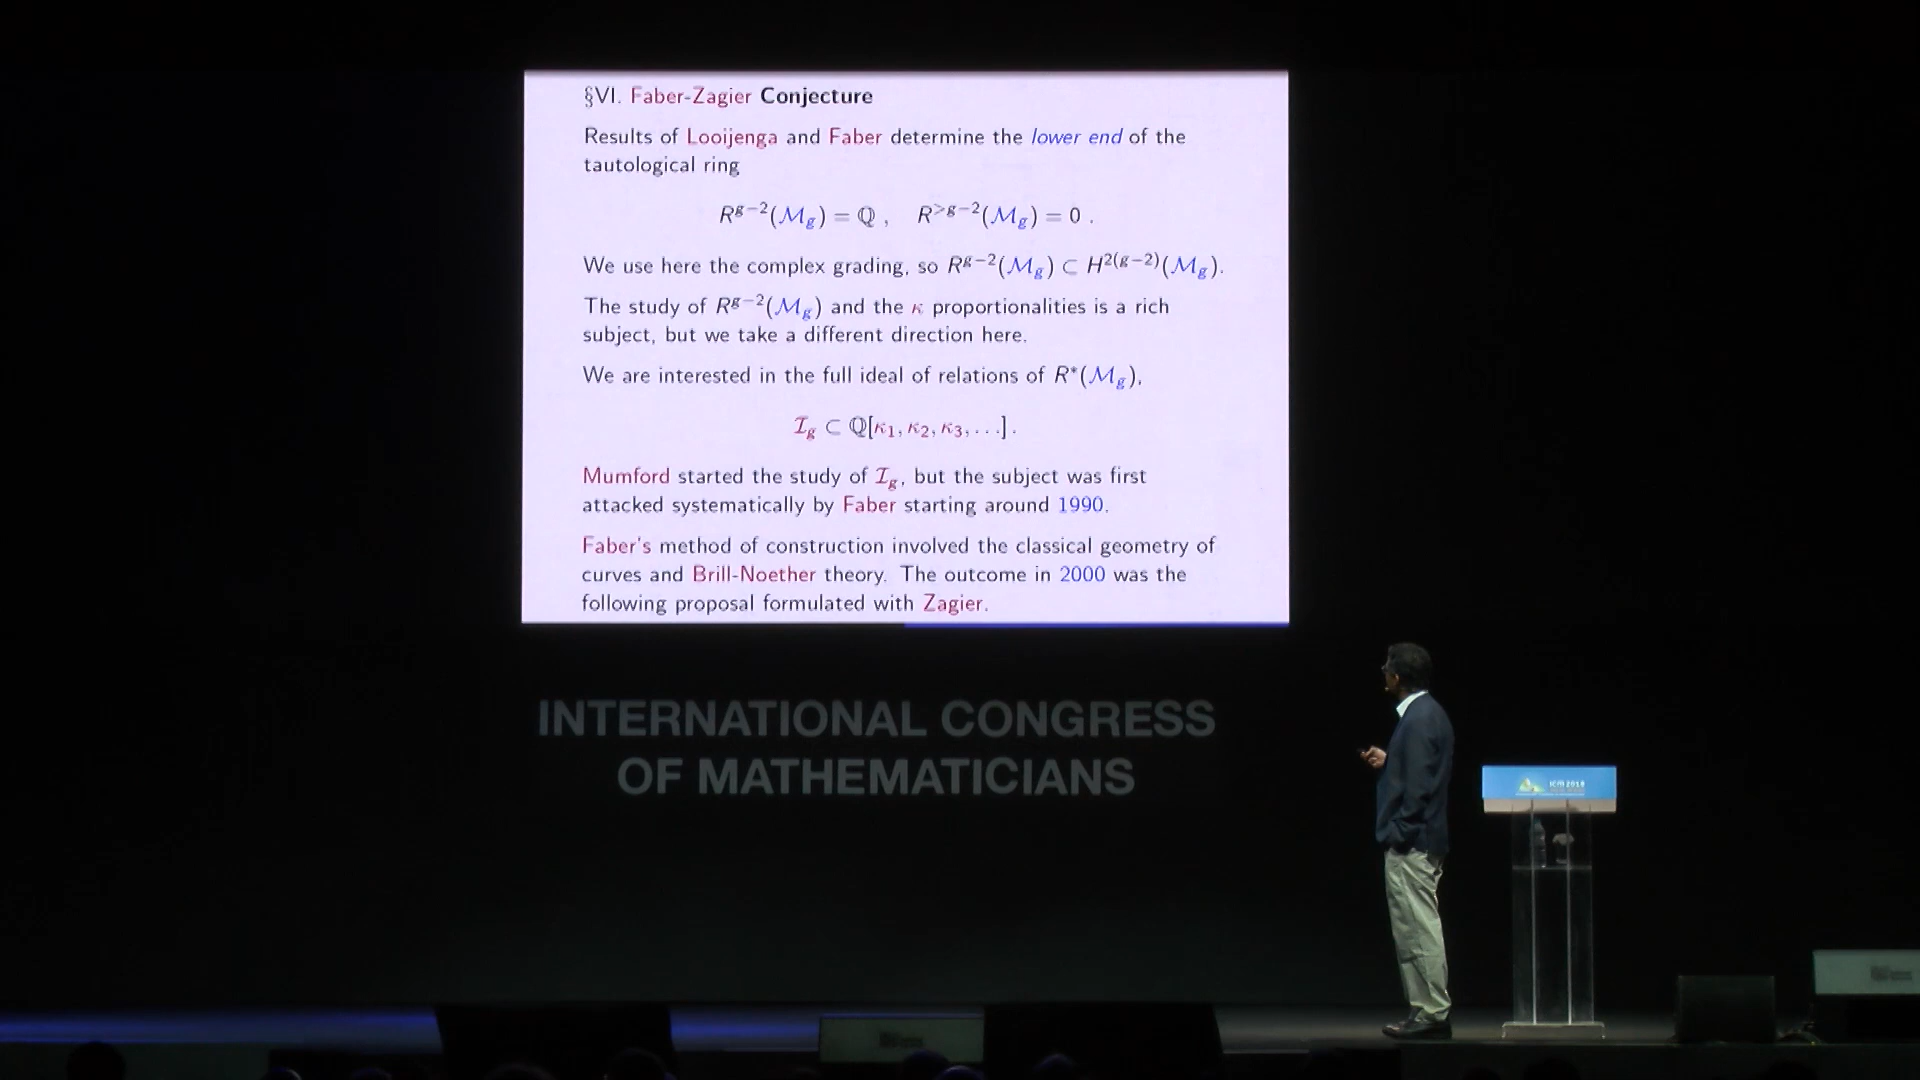 §VI. Faber-Zagier Conjecture
Results of Looijenga and Faber determine the lower end of the
tautological ring
R^{g−2}(ℳ_g) = ℚ , R^{>g−2}(ℳ_g) = 0 .
We use here the complex grading, so R^{g−2}(ℳ_g) ⊂ H^{2(g−2)}(ℳ_g).
The study of R^{g−2}(ℳ_g) and the κ proportionalities is a rich
subject, but we take a different direction here.
We are interested in the full ideal of relations of R*(ℳ_g),
ℐ_g ⊂ ℚ[κ₁, κ₂, κ₃, . . .] .
Mumford started the study of ℐ_g, but the subject was first
attacked systematically by Faber starting around 1990.
Faber's method of construction involved the classical geometry of
curves and Brill-Noether theory. The outcome in 2000 was the
following proposal formulated with Zagier.
INTERNATIONAL CONGRESS
OF MATHEMATICIANS
ICM 2018